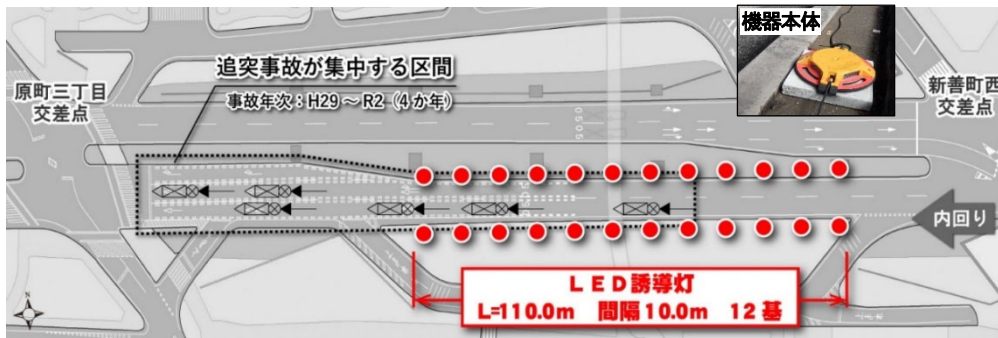 機器本体
追突事故が集中する区間
事故年次：H29～R2（4か年）
原町三丁目
交差点
新善町西
交差点
内回り
LED誘導灯
L=110.0m　間隔10.0m　12基